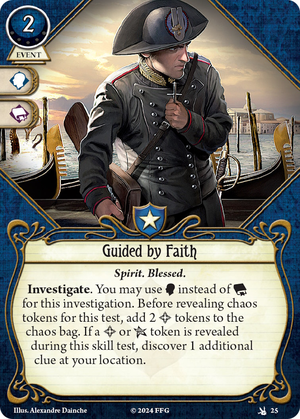 2
EVENT
Guided by Faith
Spirit. Blessed.
Investigate. You may use instead of
for this investigation. Before revealing chaos
tokens for this test, add 2 tokens to the
chaos bag. If a or token is revealed
during this skill test, discover 1 additional
clue at your location.
Illus. Alexandre Dainche
© 2024 FFG
25